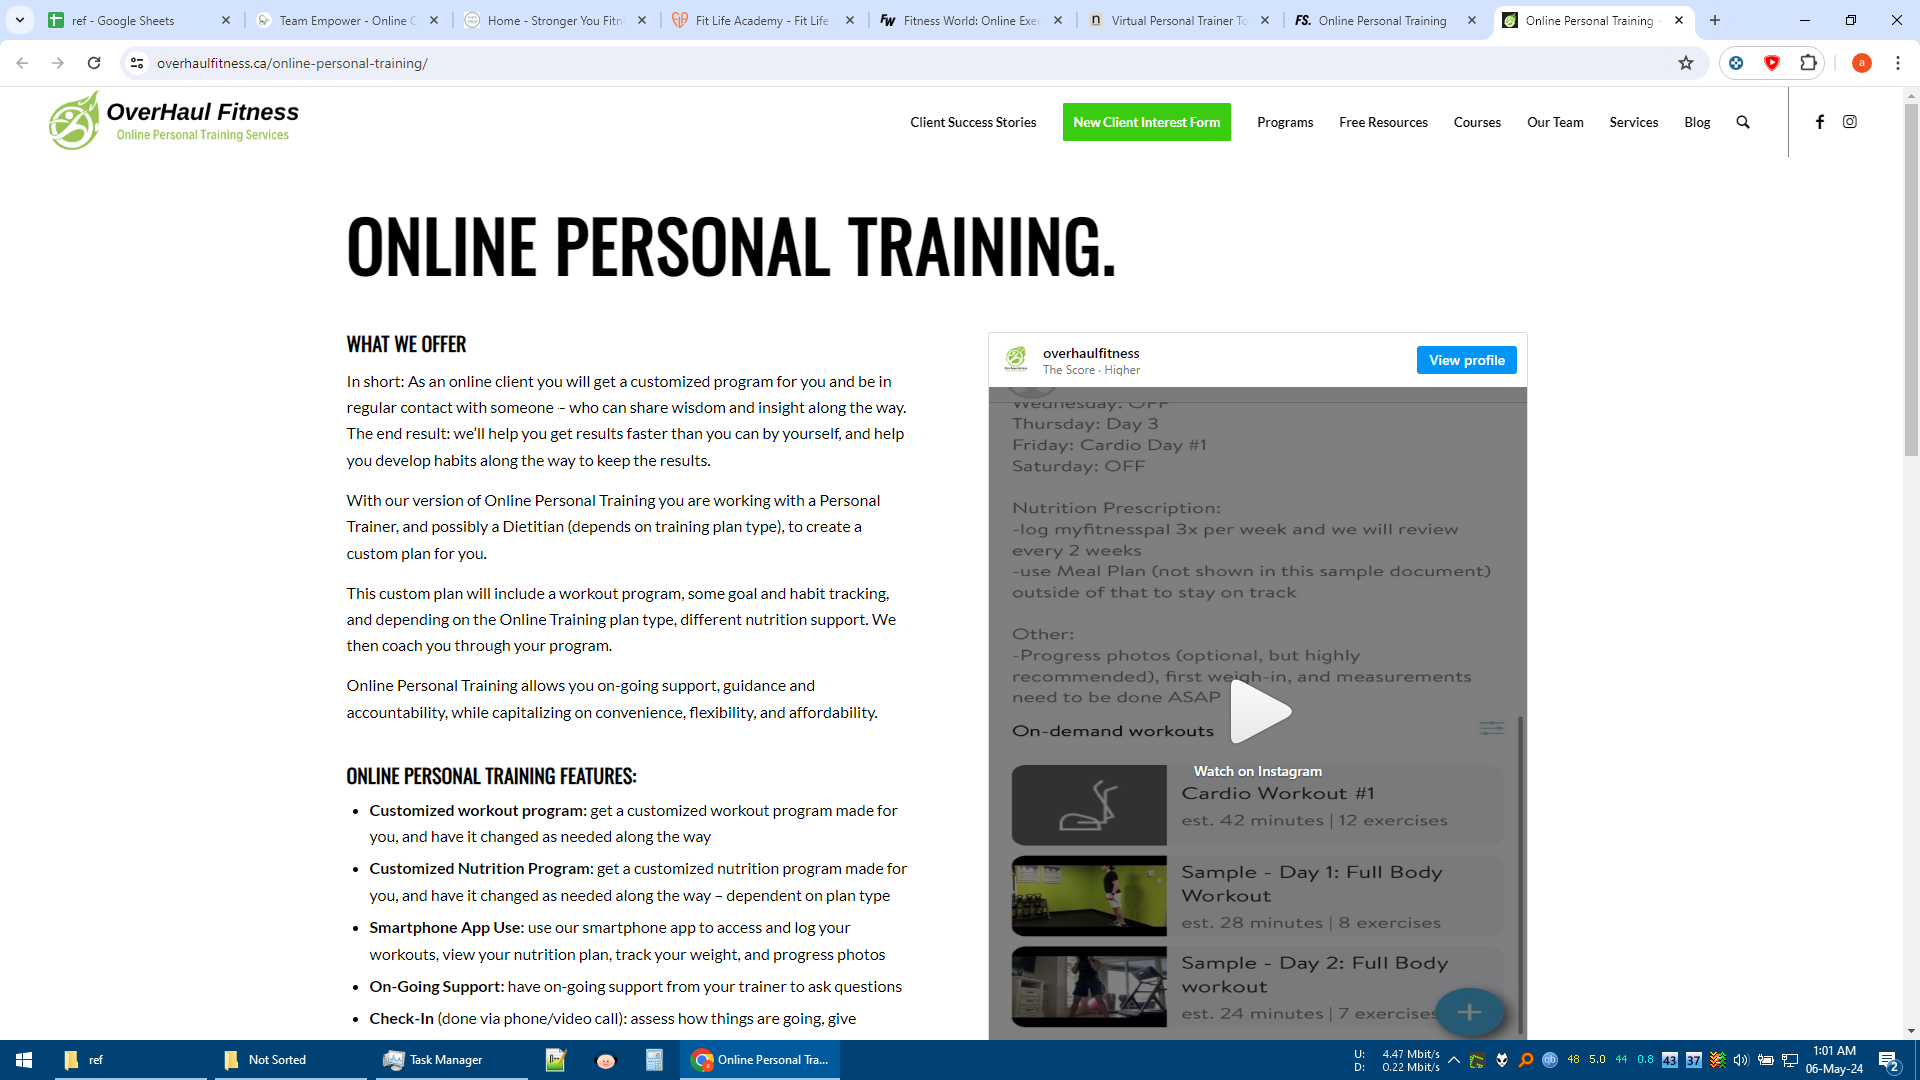 ref - Google Sheets
Team Empower - Online C
Home - Stronger You Fitn
Fit Life Academy - Fit Life
Fitness World: Online Exer
Virtual Personal Trainer To
Online Personal Training
Online Personal Training -
overhaulfitness.ca/online-personal-training/
a
OverHaul Fitness
Online Personal Training Services
Client Success Stories
New Client Interest Form
Programs
Free Resources
Courses
Our Team
Services
Blog
ONLINE PERSONAL TRAINING.
WHAT WE OFFER
In short: As an online client you will get a customized program for you and be in
regular contact with someone – who can share wisdom and insight along the way.
The end result: we'll help you get results faster than you can by yourself, and help
you develop habits along the way to keep the results.
With our version of Online Personal Training you are working with a Personal
Trainer, and possibly a Dietitian (depends on training plan type), to create a
custom plan for you.
This custom plan will include a workout program, some goal and habit tracking,
and depending on the Online Training plan type, different nutrition support. We
then coach you through your program.
Online Personal Training allows you on-going support, guidance and
accountability, while capitalizing on convenience, flexibility, and affordability.
ONLINE PERSONAL TRAINING FEATURES:
• Customized workout program: get a customized workout program made for
you, and have it changed as needed along the way
• Customized Nutrition Program: get a customized nutrition program made for
you, and have it changed as needed along the way – dependent on plan type
• Smartphone App Use: use our smartphone app to access and log your
workouts, view your nutrition plan, track your weight, and progress photos
• On-Going Support: have on-going support from your trainer to ask questions
• Check-In (done via phone/video call): assess how things are going, give
overhaulfitness
The Score · Higher
View profile
Wednesday: OFF
Thursday: Day 3
Friday: Cardio Day #1
Saturday: OFF
Nutrition Prescription:
-log myfitnesspal 3x per week and we will review
every 2 weeks
-use Meal Plan (not shown in this sample document)
outside of that to stay on track
Other:
-Progress photos (optional, but highly
recommended), first weigh-in, and measurements
need to be done ASAP
On-demand workouts
Watch on Instagram
Cardio Workout #1
est. 42 minutes | 12 exercises
Sample - Day 1: Full Body
Workout
est. 28 minutes | 8 exercises
Sample - Day 2: Full Body
workout
est. 24 minutes | 7 exercises
ref
Not Sorted
Task Manager
Online Personal Tra...
U: 4.47 Mbit/s
D: 0.22 Mbit/s
48 5.0 44 0.8 43 37
1:01 AM
06-May-24
2